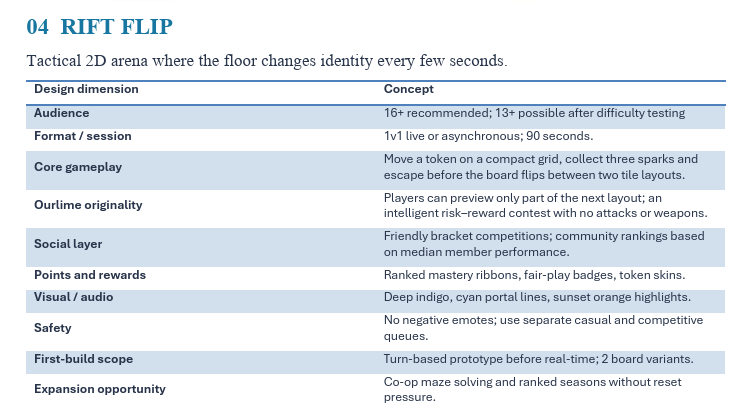 04 RIFT FLIP
Tactical 2D arena where the floor changes identity every few seconds.
Design dimension Concept
Audience 16+ recommended; 13+ possible after difficulty testing
Format / session 1v1 live or asynchronous; 90 seconds.
Core gameplay Move a token on a compact grid, collect three sparks and
escape before the board flips between two tile layouts.
Ourlime originality Players can preview only part of the next layout; an
intelligent risk–reward contest with no attacks or weapons.
Social layer Friendly bracket competitions; community rankings based
on median member performance.
Points and rewards Ranked mastery ribbons, fair-play badges, token skins.
Visual / audio Deep indigo, cyan portal lines, sunset orange highlights.
Safety No negative emotes; use separate casual and competitive
queues.
First-build scope Turn-based prototype before real-time; 2 board variants.
Expansion opportunity Co-op maze solving and ranked seasons without reset
pressure.